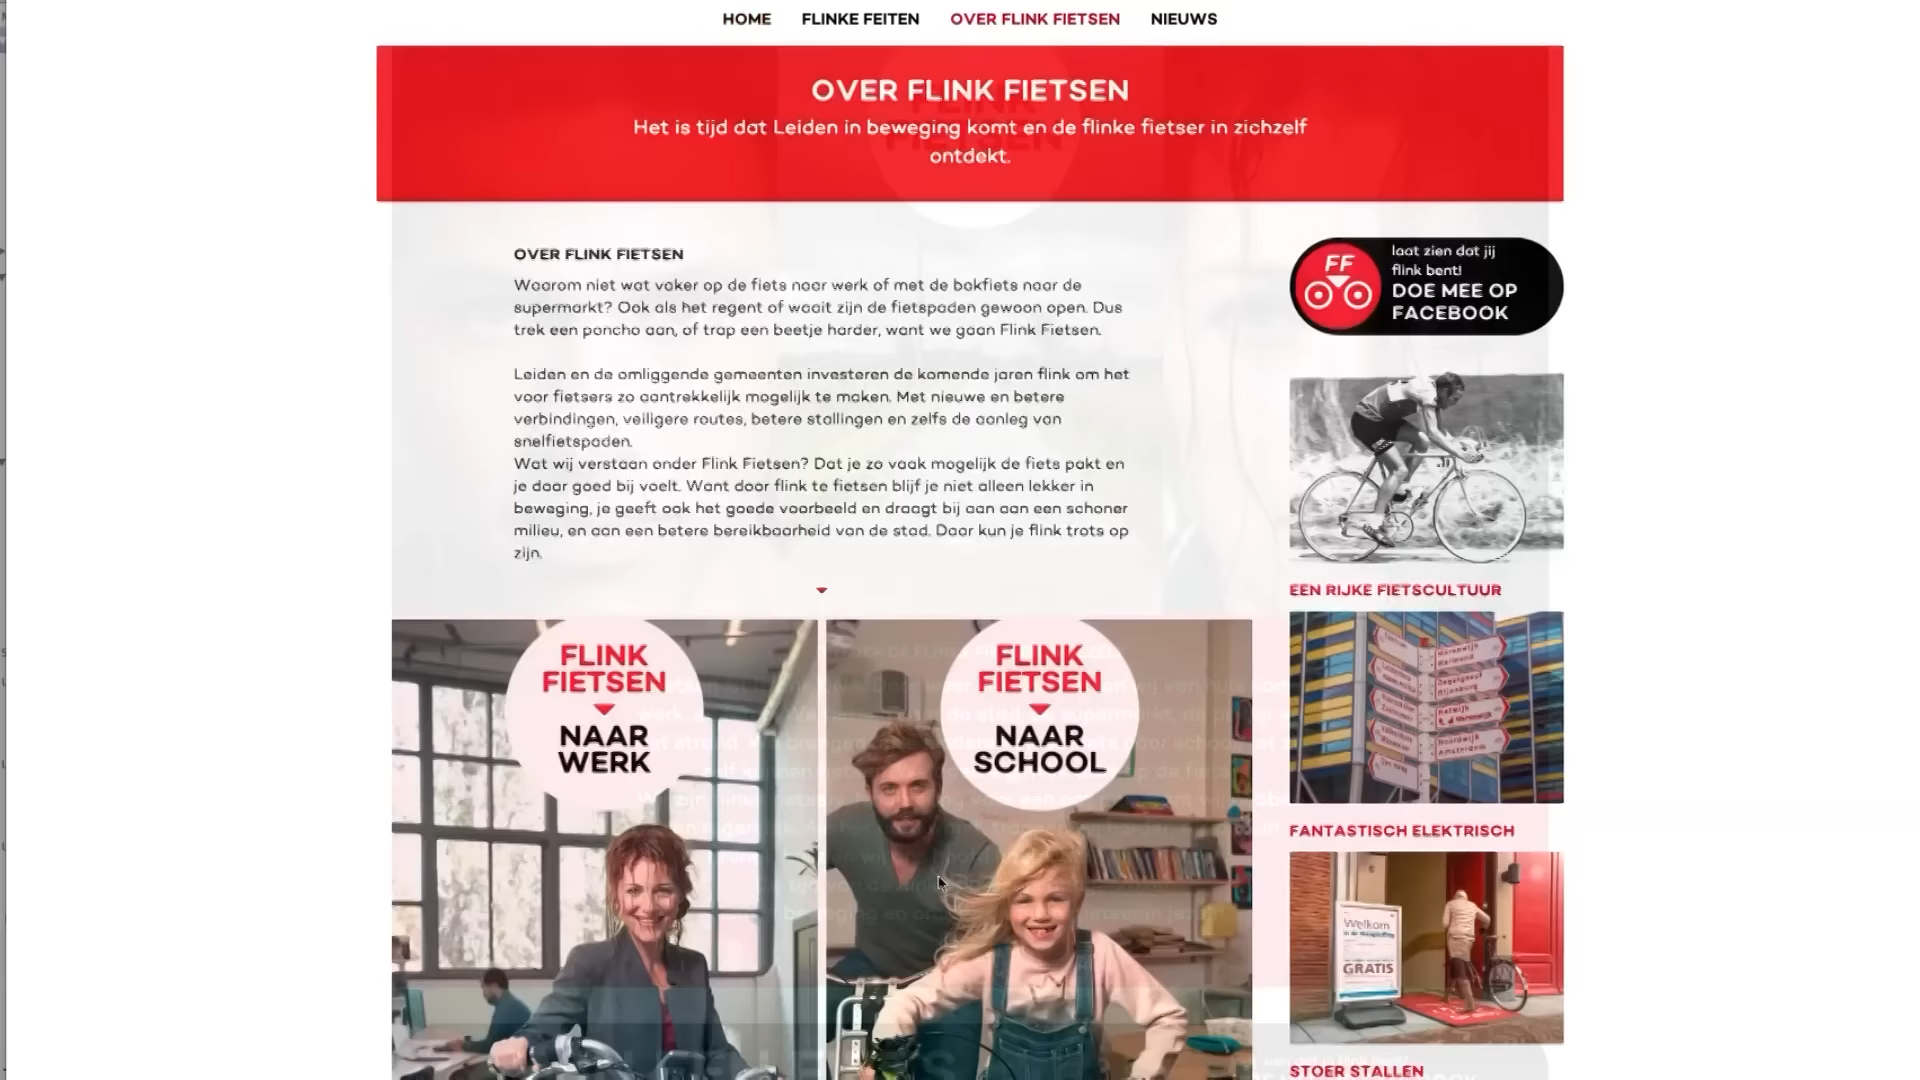 HOME FLINKE FEITEN OVER FLINK FIETSEN NIEUWS
OVER FLINK FIETSEN
Het is tijd dat Leiden in beweging komt en de flinke fietser in zichzelf
ontdekt.
OVER FLINK FIETSEN
Waarom niet wat vaker op de fiets naar werk of met de bakfiets naar de
supermarkt? Ook als het regent of waait zijn de fietspaden gewoon open. Dus
trek een poncho aan, of trap een beetje harder, want we gaan Flink Fietsen.
Leiden en de omliggende gemeenten investeren de komende jaren flink om het
voor fietsers zo aantrekkelijk mogelijk te maken. Met nieuwe en betere
verbindingen, veiligere routes, betere stallingen en zelfs de aanleg van
snelfietspaden.
Wat wij verstaan onder Flink Fietsen? Dat je zo vaak mogelijk de fiets pakt en
je daar goed bij voelt. Want door flink te fietsen blijf je niet alleen lekker in
beweging, je geeft ook het goede voorbeeld en draagt bij aan aan een schoner
milieu, en aan een betere bereikbaarheid van de stad. Daar kun je flink trots op
zijn.
FLINK
FIETSEN
NAAR
WERK
FLINK
FIETSEN
NAAR
SCHOOL
FF
laat zien dat jij
flink bent!
DOE MEE OP
FACEBOOK
EEN RIJKE FIETSCULTUUR
FANTASTISCH ELEKTRISCH
Welkom
GRATIS
STOER STALLEN